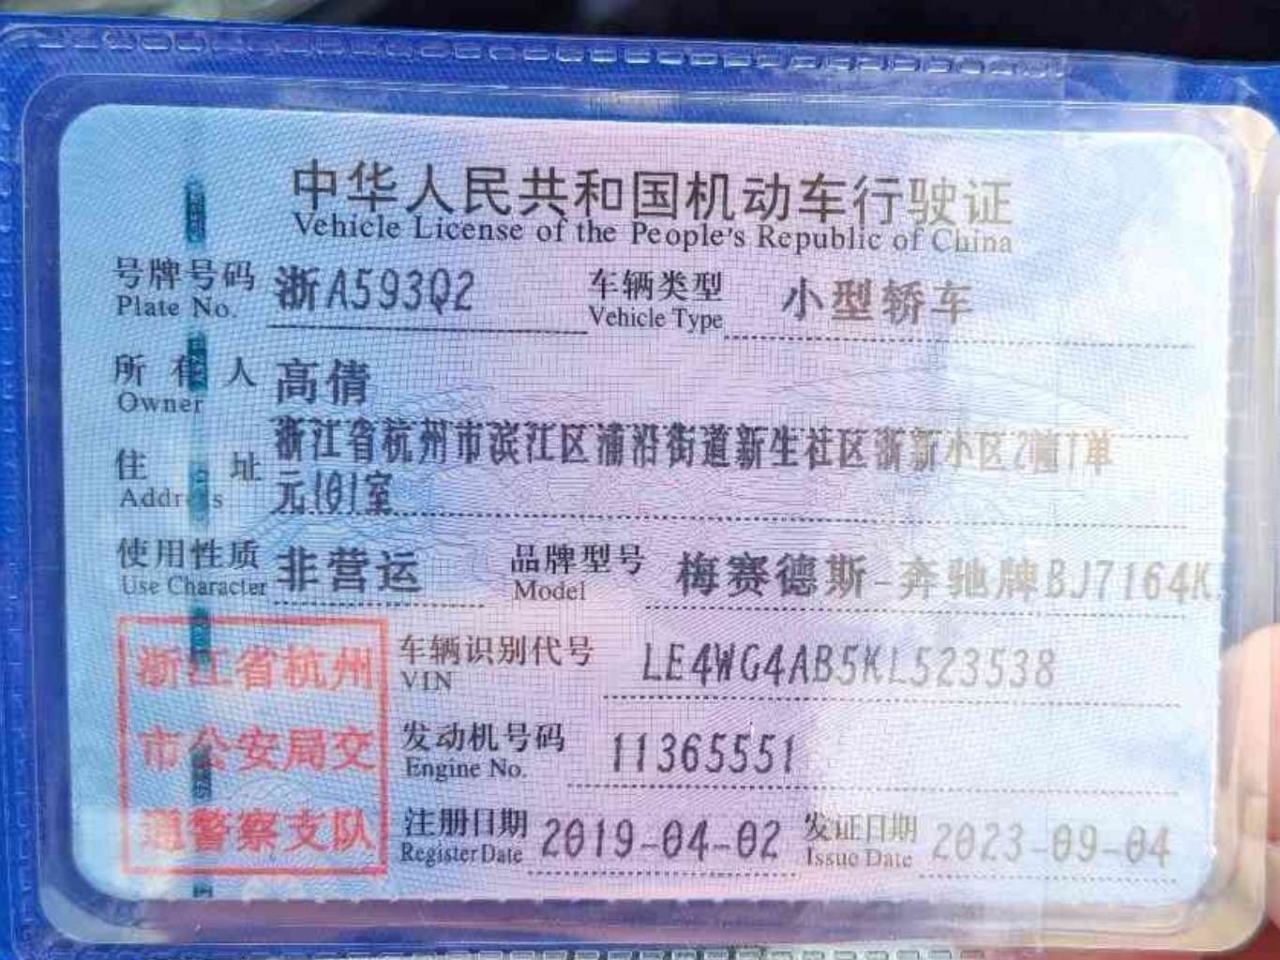 中华人民共和国机动车行驶证
Vehicle License of the People's Republic of China
号牌号码 浙A593Q2 车辆类型 小型轿车
Plate No. Vehicle Type
所有人 高倩
Owner
浙江省杭州市滨江区浦沿街道新生社区浙新小区2幢1单
住址
Address 元101室
使用性质 非营运 品牌型号 梅赛德斯-奔驰牌BJ7164K
Use Character Model
浙江省杭州 车辆识别代号 LE4WG4AB5KL523538
VIN
市公安局交 发动机号码 11365551
Engine No.
通警察支队 注册日期 2019-04-02 发证日期 2023-09-04
Register Date Issue Date